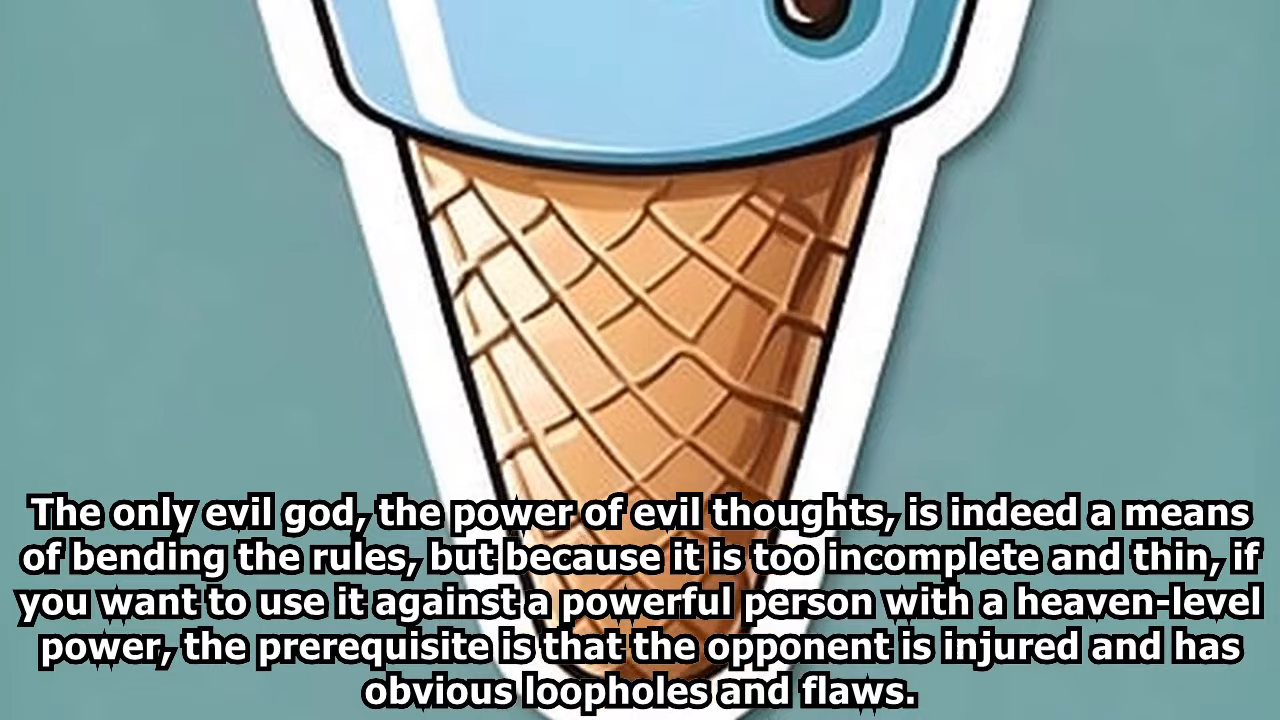 The only evil god, the power of evil thoughts, is indeed a means
of bending the rules, but because it is too incomplete and thin, if
you want to use it against a powerful person with a heaven-level
power, the prerequisite is that the opponent is injured and has
obvious loopholes and flaws.